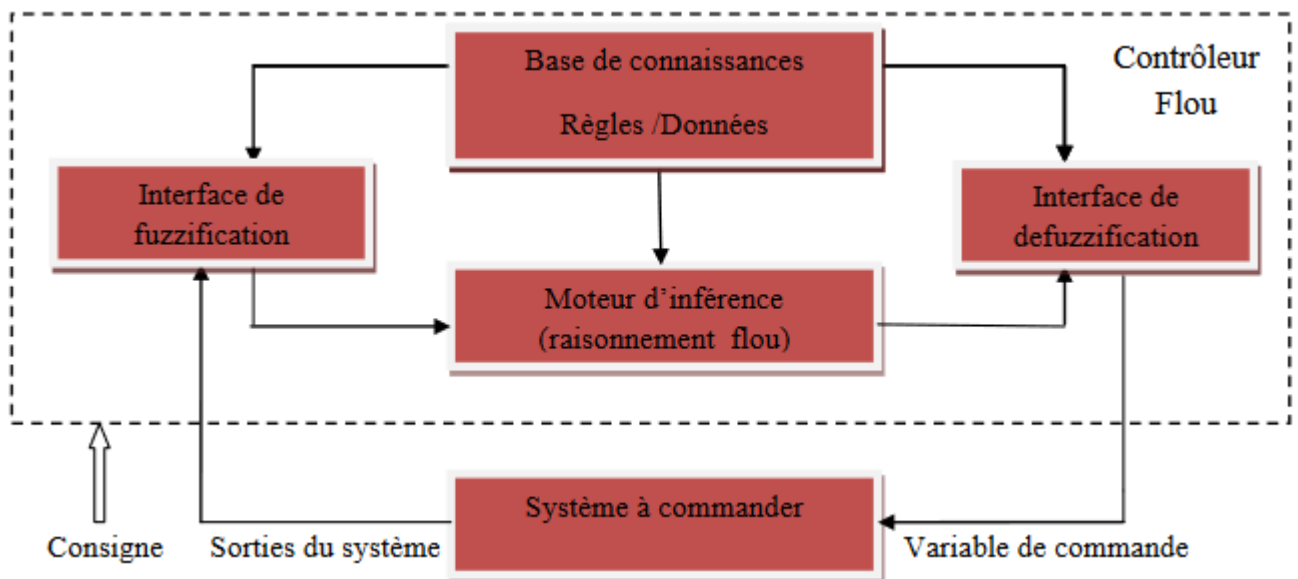 Base de connaissances
Règles /Données
Contrôleur
Flou
Interface de
fuzzification
Interface de
defuzzification
Moteur d’inférence
(raisonnement flou)
Système à commander
Consigne
Sorties du système
Variable de commande